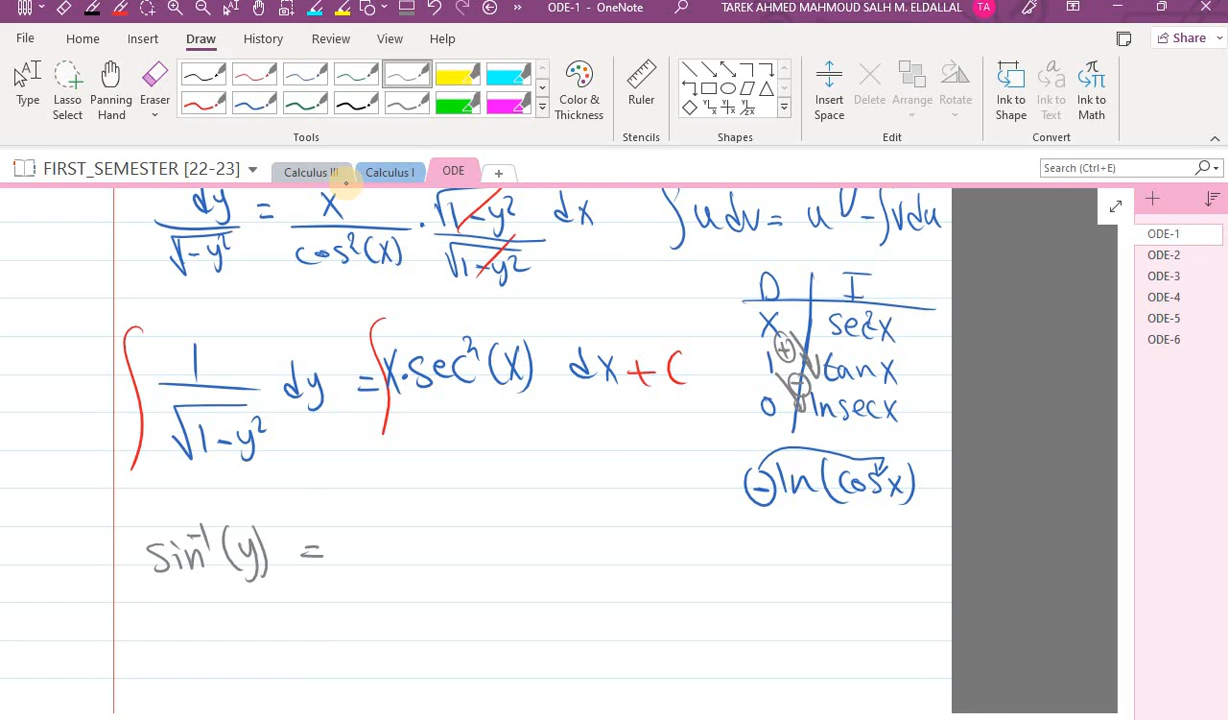 ODE-1 - OneNote
TAREK AHMED MAHMOUD SALH M. ELDALLAL
TA
File Home Insert Draw History Review View Help
Share
Type
Lasso Select
Panning Hand
Eraser
Color & Thickness
Ruler
Insert Space
Delete
Arrange
Rotate
Ink to Shape
Ink to Text
Ink to Math
Tools
Stencils
Shapes
Edit
Convert
FIRST_SEMESTER [22-23]
Calculus III
Calculus I
ODE
Search (Ctrl+E)
ODE-1
ODE-2
ODE-3
ODE-4
ODE-5
ODE-6
dy/√-y² = x/cos²(x) · √1-y²/√1-y² dx
∫udv = uv - ∫vdu
D | I
x | sec²x
+
1 | tanx
-
0 | lnsecx
∫ 1/√1-y² dy = ∫ x·sec²(x) dx + C
- ln(cosx)
sin⁻¹(y) =